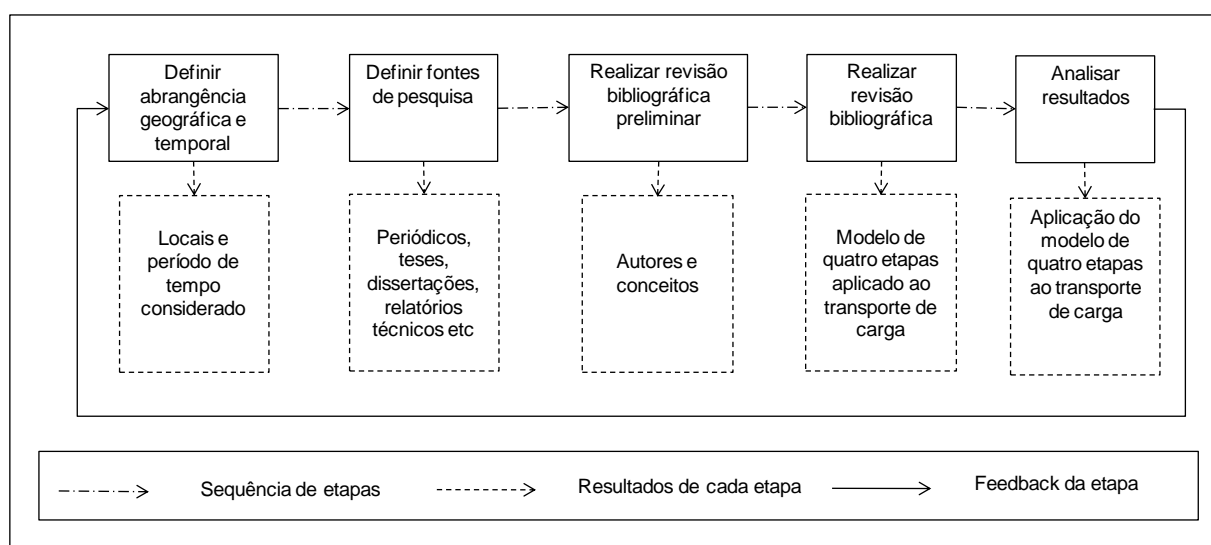 Definir
abrangência
geográfica e
temporal
Definir fontes
de pesquisa
Realizar revisão
bibliográfica
preliminar
Realizar
revisão
bibliográfica
Analisar
resultados
Locais e
período de
tempo
considerado
Periódicos,
teses,
dissertações,
relatórios
técnicos etc
Autores e
conceitos
Modelo de
quatro etapas
aplicado ao
transporte de
carga
Aplicação do
modelo de
quatro etapas
ao transporte
de carga
Sequência de etapas
Resultados de cada etapa
Feedback da etapa